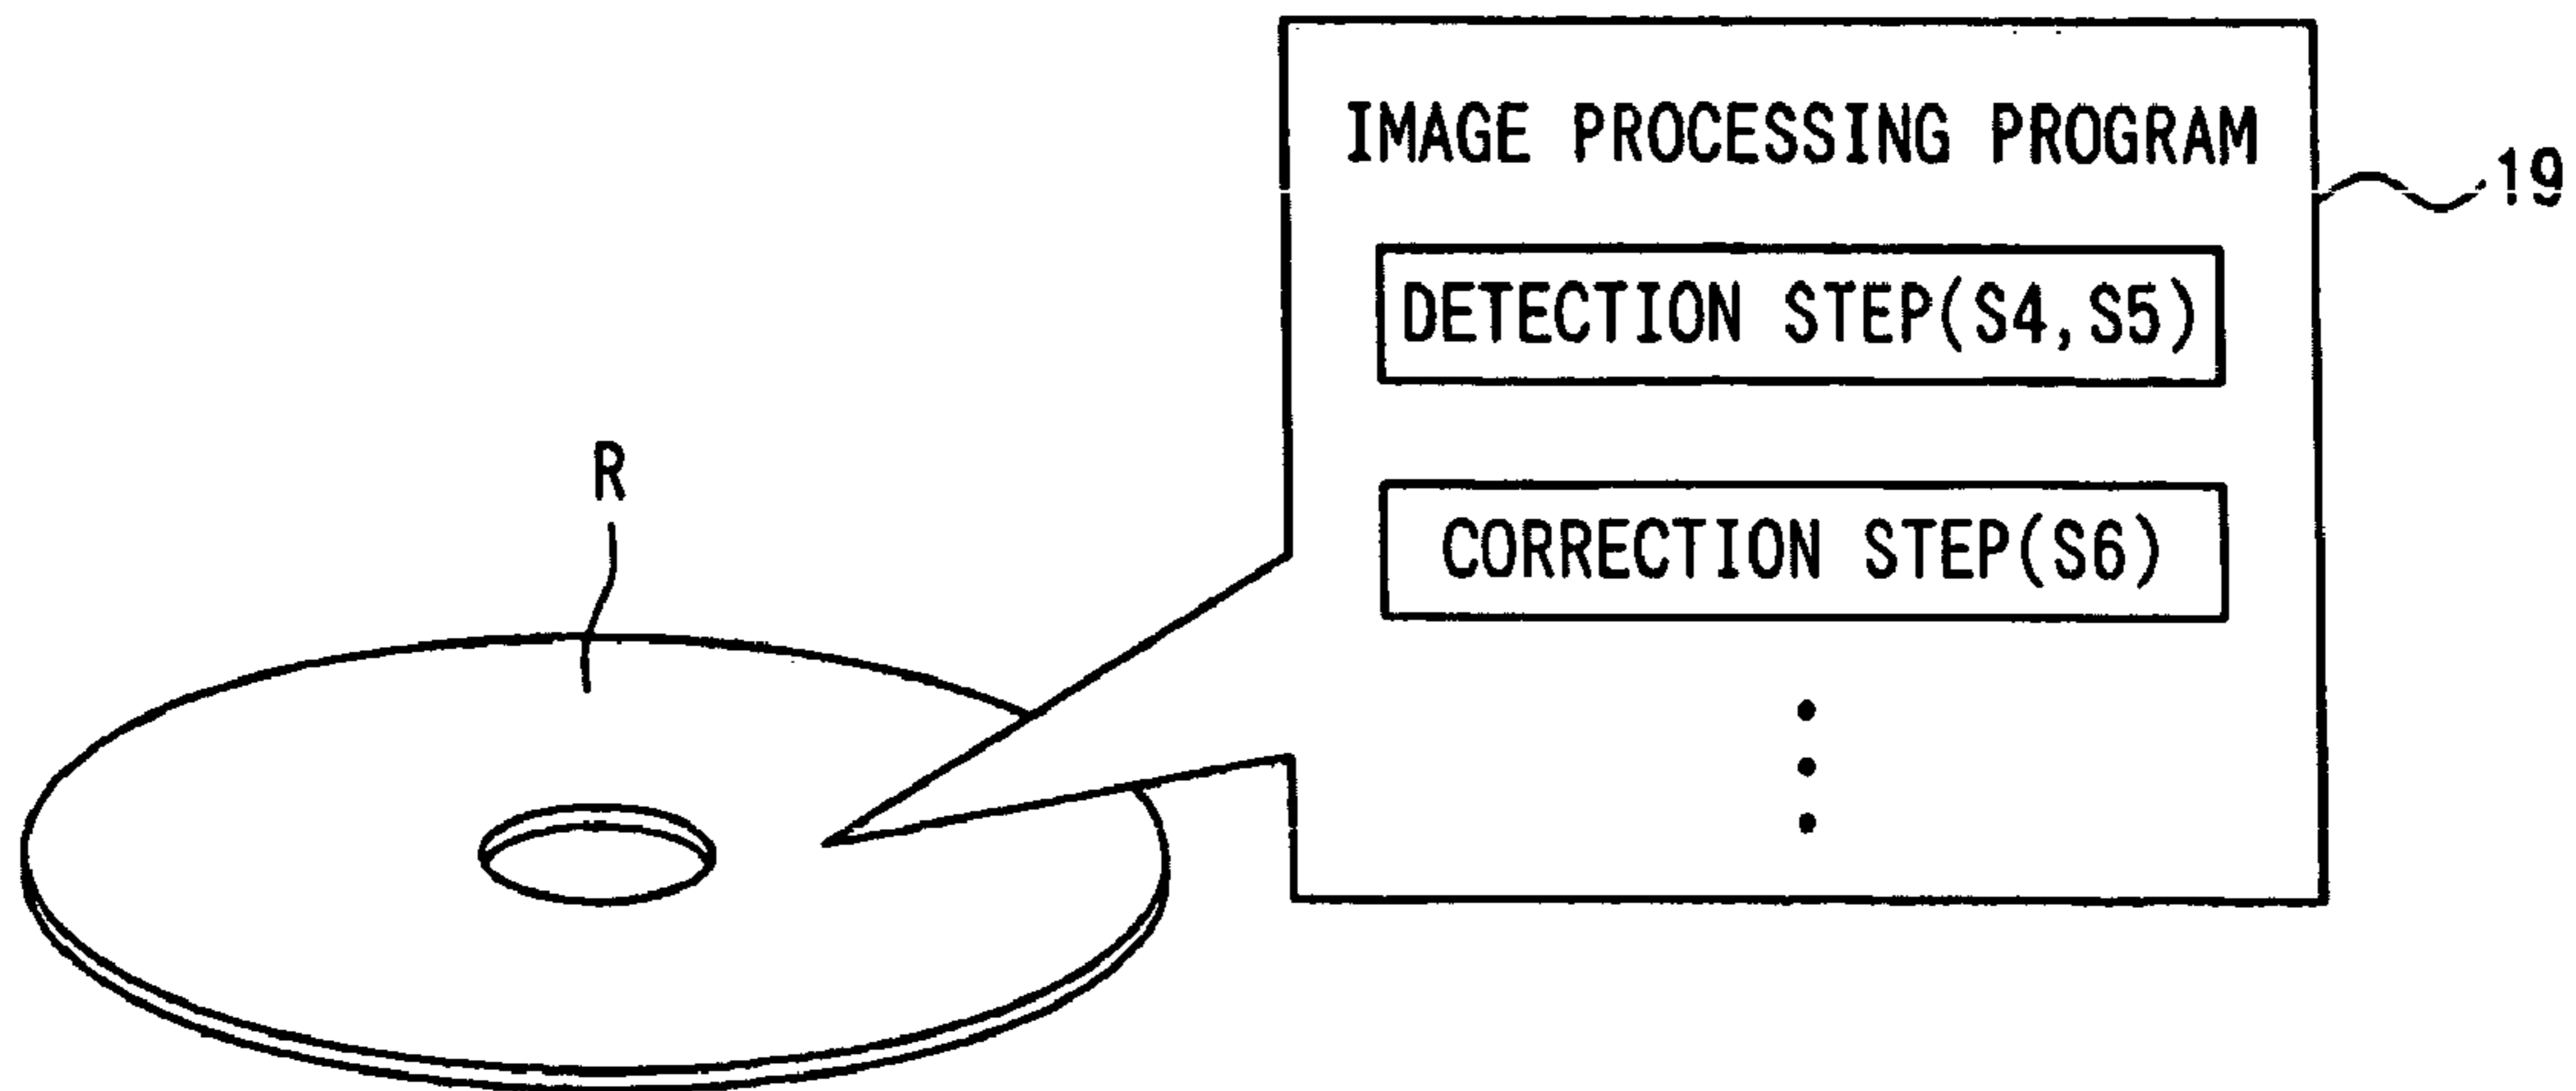 IMAGE PROCESSING PROGRAM
19
DETECTION STEP(S4,S5)
R
CORRECTION STEP(S6)